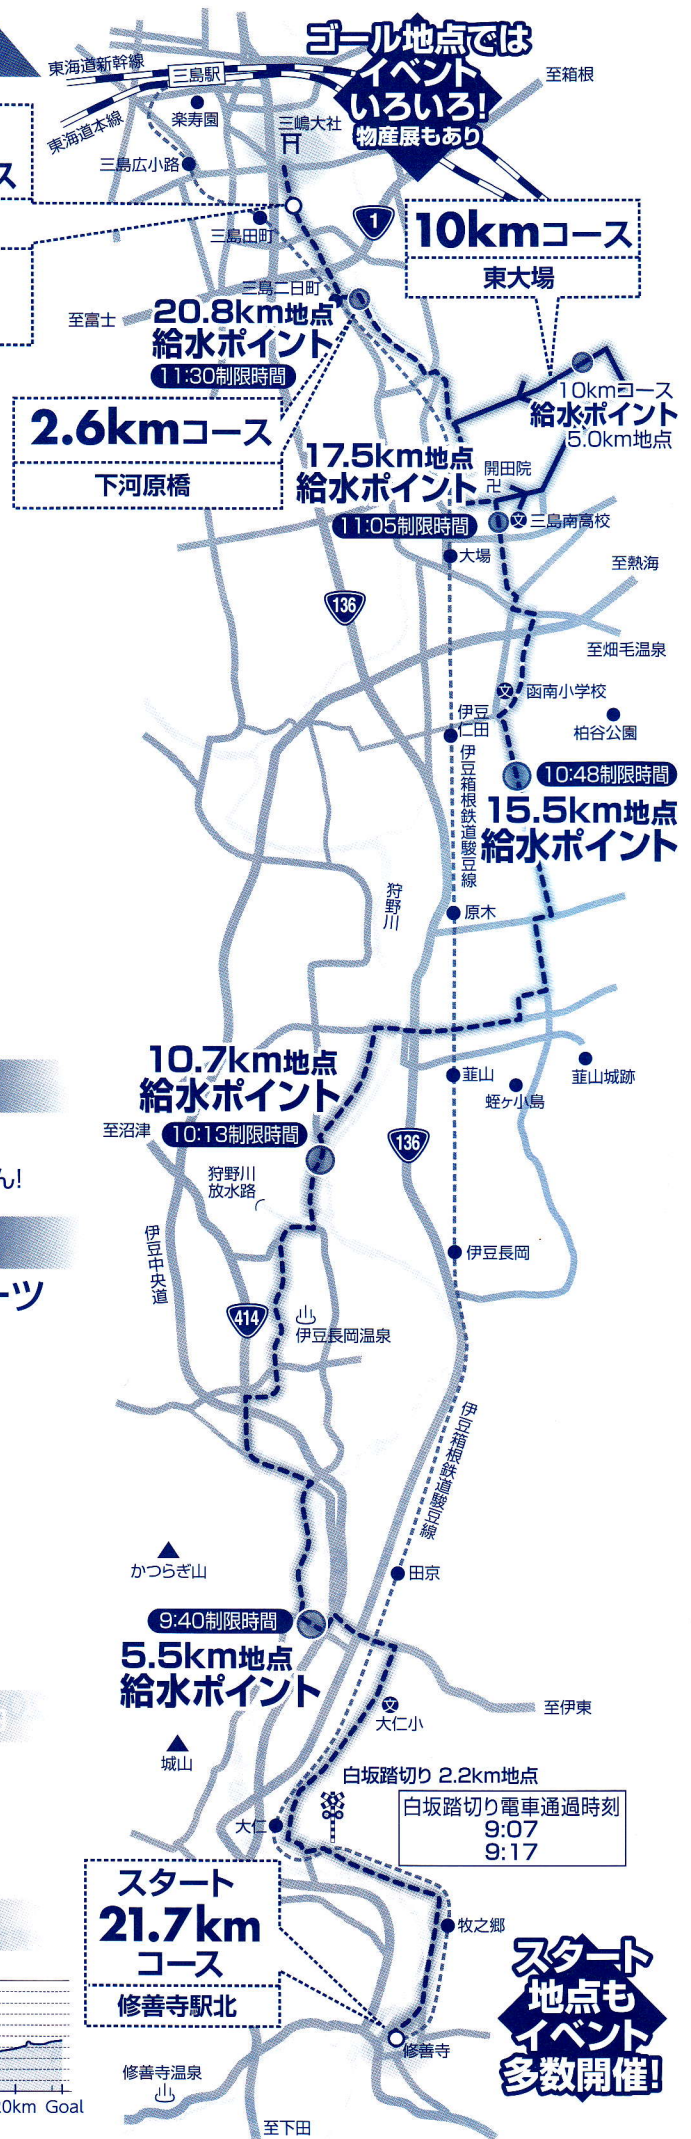 ゴール地点では
イベント
いろいろ!
物産展もあり
東海道新幹線
三島駅
至箱根
東海道本線
楽寿園
三嶋大社
ス
三島広小路
1
10kmコース
東大場
三島田町
三島二日町
至富士
20.8km地点
給水ポイント
11:30制限時間
10kmコース
給水ポイント
5.0km地点
2.6kmコース
下河原橋
17.5km地点
給水ポイント
11:05制限時間
開田院
卍
文
三島南高校
大場
至熱海
136
至畑毛温泉
文
函南小学校
伊豆
仁田
柏谷公園
伊豆箱根鉄道駿豆線
10:48制限時間
15.5km地点
給水ポイント
狩野川
原木
10.7km地点
給水ポイント
10:13制限時間
韮山
韮山城跡
蛭ヶ小島
至沼津
136
狩野川
放水路
ん!
伊豆中央道
伊豆長岡
ーツ
414
伊豆長岡温泉
伊豆箱根鉄道駿豆線
かつらぎ山
田京
9:40制限時間
5.5km地点
給水ポイント
文
大仁小
至伊東
城山
白坂踏切り 2.2km地点
白坂踏切り電車通過時刻
9:07
9:17
大仁
スタート
21.7km
コース
修善寺駅北
牧之郷
スタート
地点も
イベント
多数開催!
修善寺
修善寺温泉
0km Goal
至下田